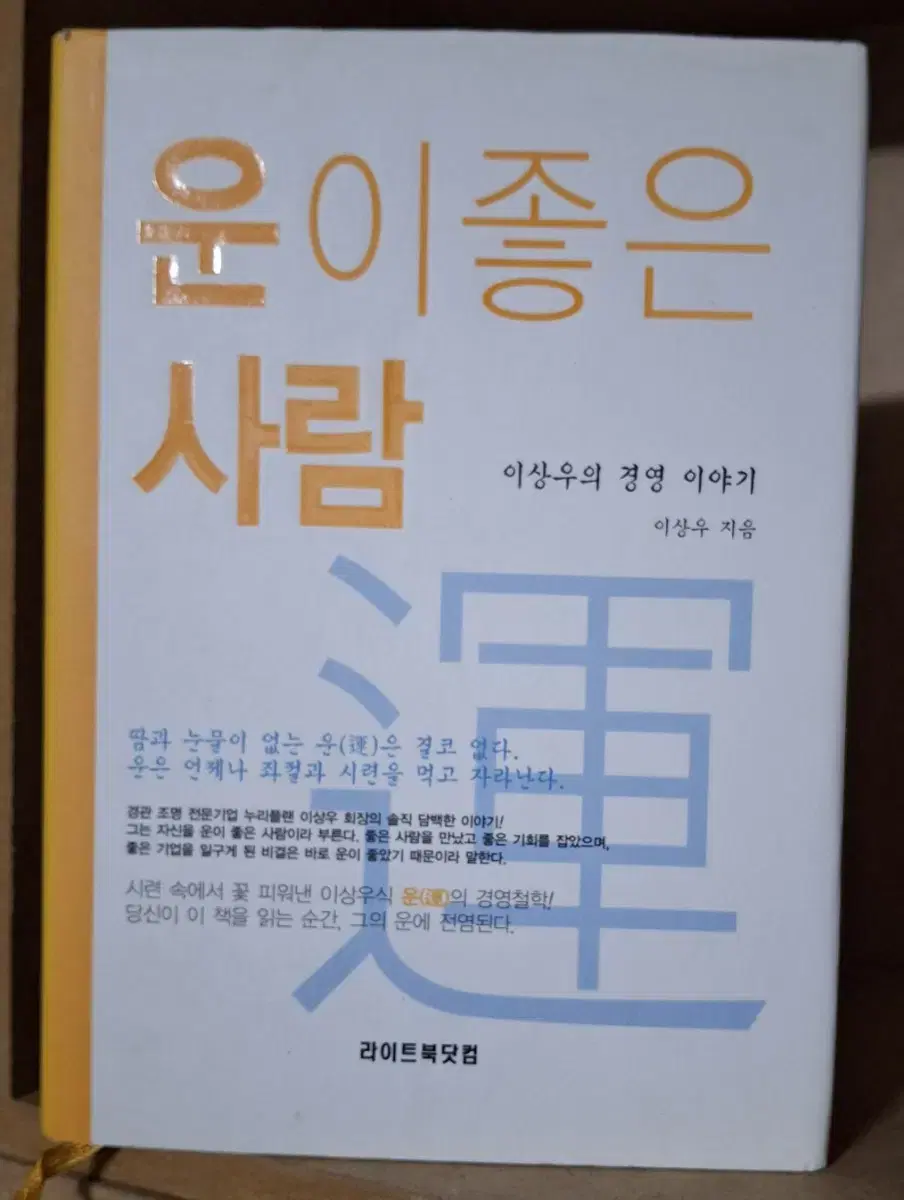 운이좋은
사람
이상우의 경영 이야기
이상우 지음
運
땀과 눈물이 없는 운(運)은 결코 없다.
운은 언제나 좌절과 시련을 먹고 자라난다.
경관 조명 전문기업 누리플랜 이상우 회장의 솔직 담백한 이야기!
그는 자신을 운이 좋은 사람이라 부른다. 좋은 사람을 만났고 좋은 기회를 잡았으며,
좋은 기업을 일구게 된 비결은 바로 운이 좋았기 때문이라 말한다.
시련 속에서 꽃 피워낸 이상우식 운(運)의 경영철학!
당신이 이 책을 읽는 순간, 그의 운에 전염된다.
라이트북닷컴